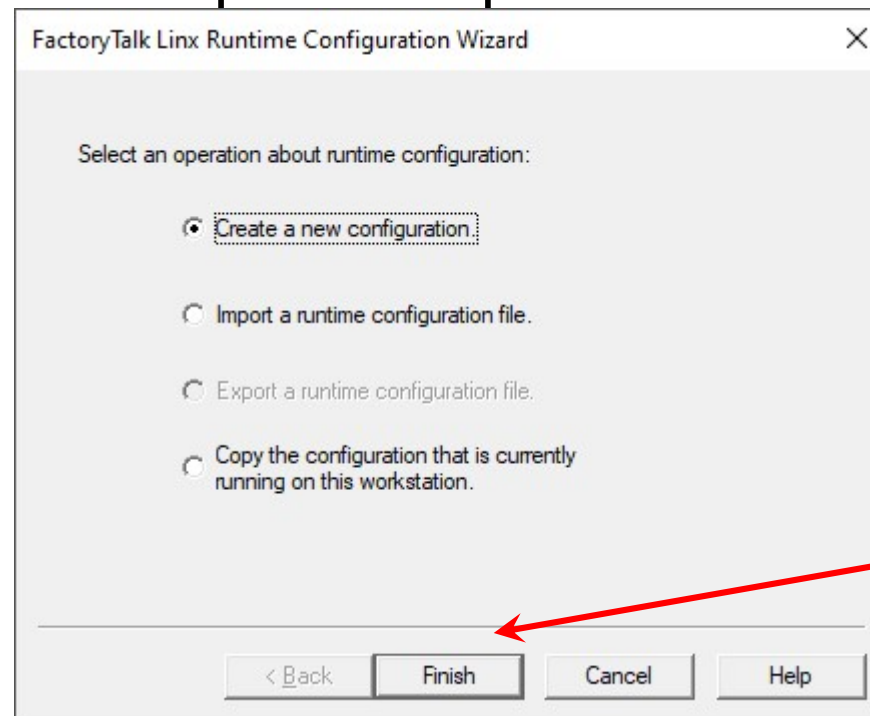 FactoryTalk Linx Runtime Configuration Wizard
Select an operation about runtime configuration:
Create a new configuration.
Import a runtime configuration file.
Export a runtime configuration file.
Copy the configuration that is currently
running on this workstation.
< Back Finish Cancel Help